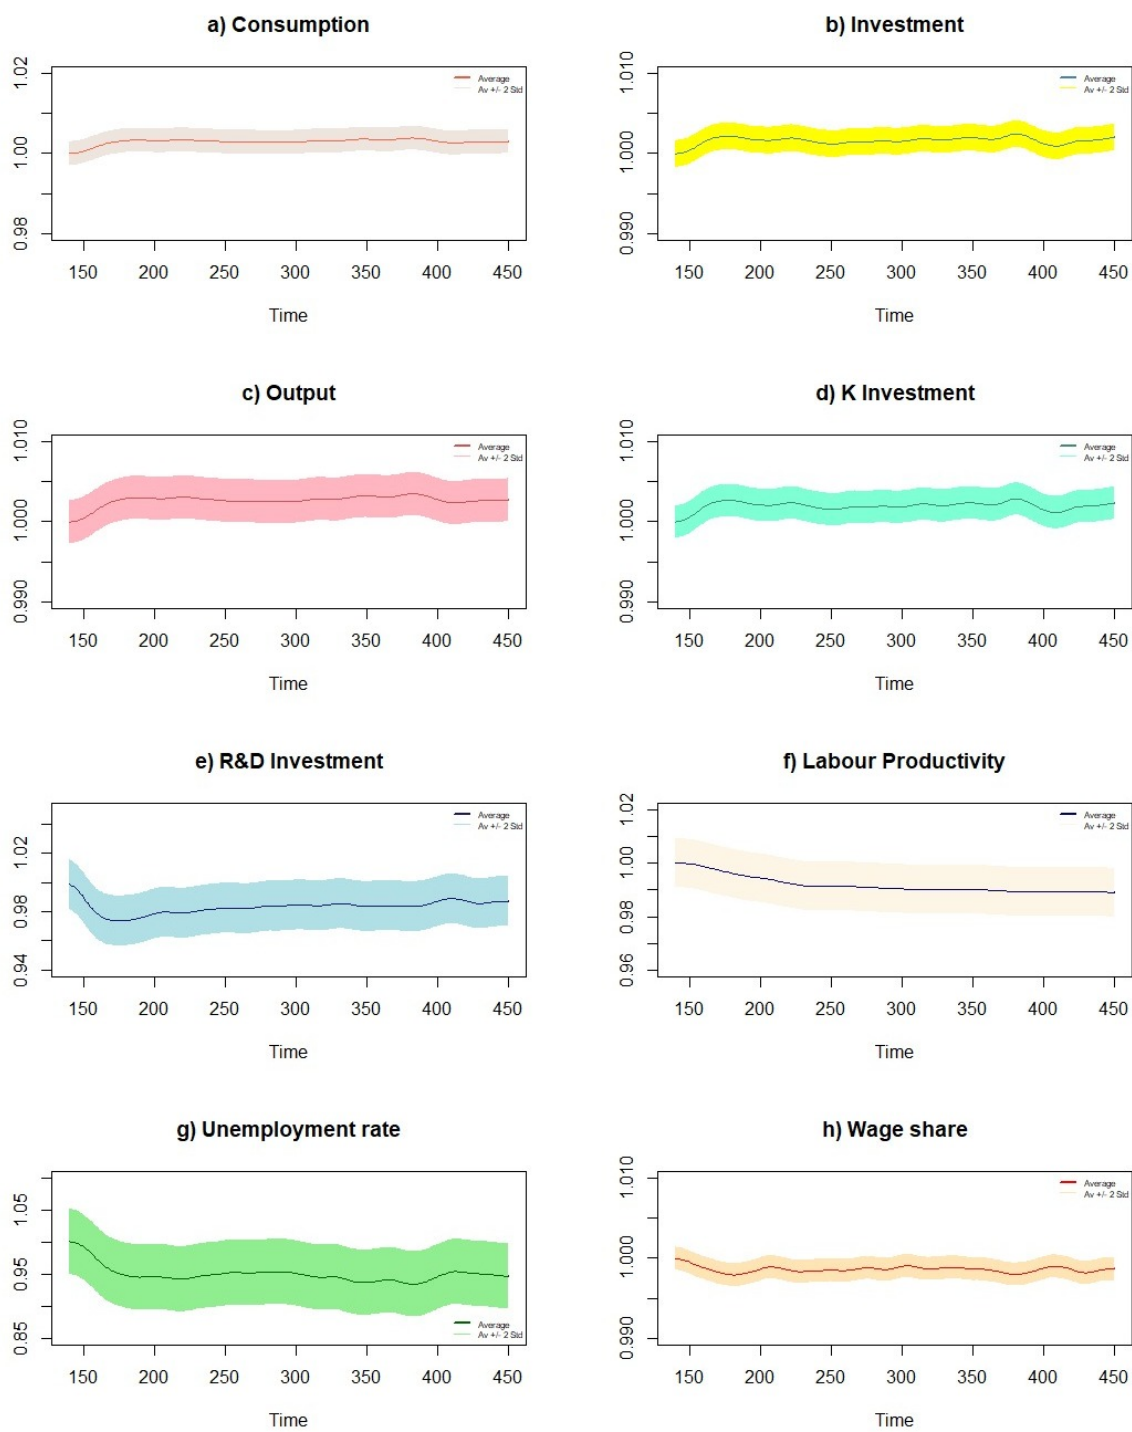 a) Consumption
1.02
1.00
0.98
Average
Av +/- 2 Std
150 200 250 300 350 400 450
Time
b) Investment
1.010
1.000
0.990
Average
Av +/- 2 Std
150 200 250 300 350 400 450
Time
c) Output
1.010
1.000
0.990
Average
Av +/- 2 Std
150 200 250 300 350 400 450
Time
d) K Investment
1.010
1.000
0.990
Average
Av +/- 2 Std
150 200 250 300 350 400 450
Time
e) R&D Investment
1.02
0.98
0.94
Average
Av +/- 2 Std
150 200 250 300 350 400 450
Time
f) Labour Productivity
1.02
1.00
0.98
0.96
Average
Av +/- 2 Std
150 200 250 300 350 400 450
Time
g) Unemployment rate
1.05
0.95
0.85
Average
Av +/- 2 Std
150 200 250 300 350 400 450
Time
h) Wage share
1.010
1.000
0.990
Average
Av +/- 2 Std
150 200 250 300 350 400 450
Time